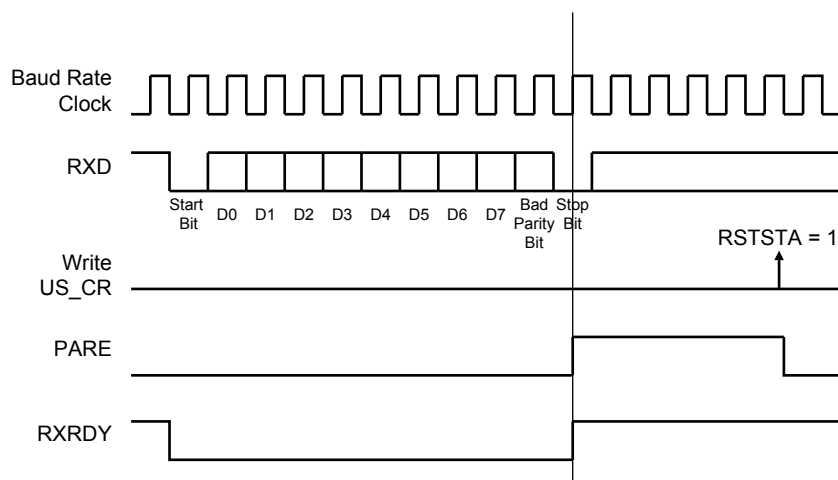 Baud Rate
Clock
RXD
Start
Bit
D0 D1 D2 D3 D4 D5 D6 D7
Bad
Parity
Bit
Stop
Bit
RSTSTA = 1
Write
US_CR
PARE
RXRDY